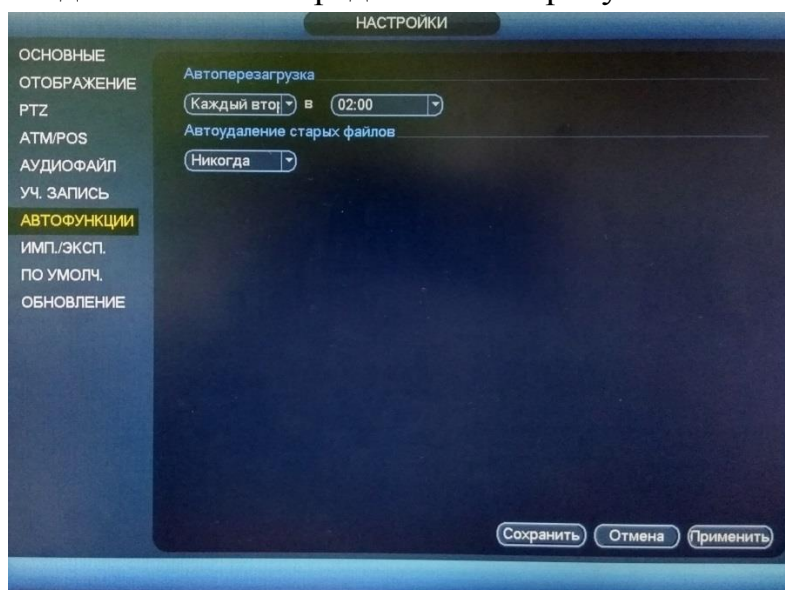 НАСТРОЙКИ
ОСНОВНЫЕ
ОТОБРАЖЕНИЕ
PTZ
ATM/POS
АУДИОФАЙЛ
УЧ. ЗАПИСЬ
АВТОФУНКЦИИ
ИМП./ЭКСП.
ПО УМОЛЧ.
ОБНОВЛЕНИЕ
Автоперезагрузка
Каждый втор в 02:00
Автоудаление старых файлов
Никогда
Сохранить Отмена Применить